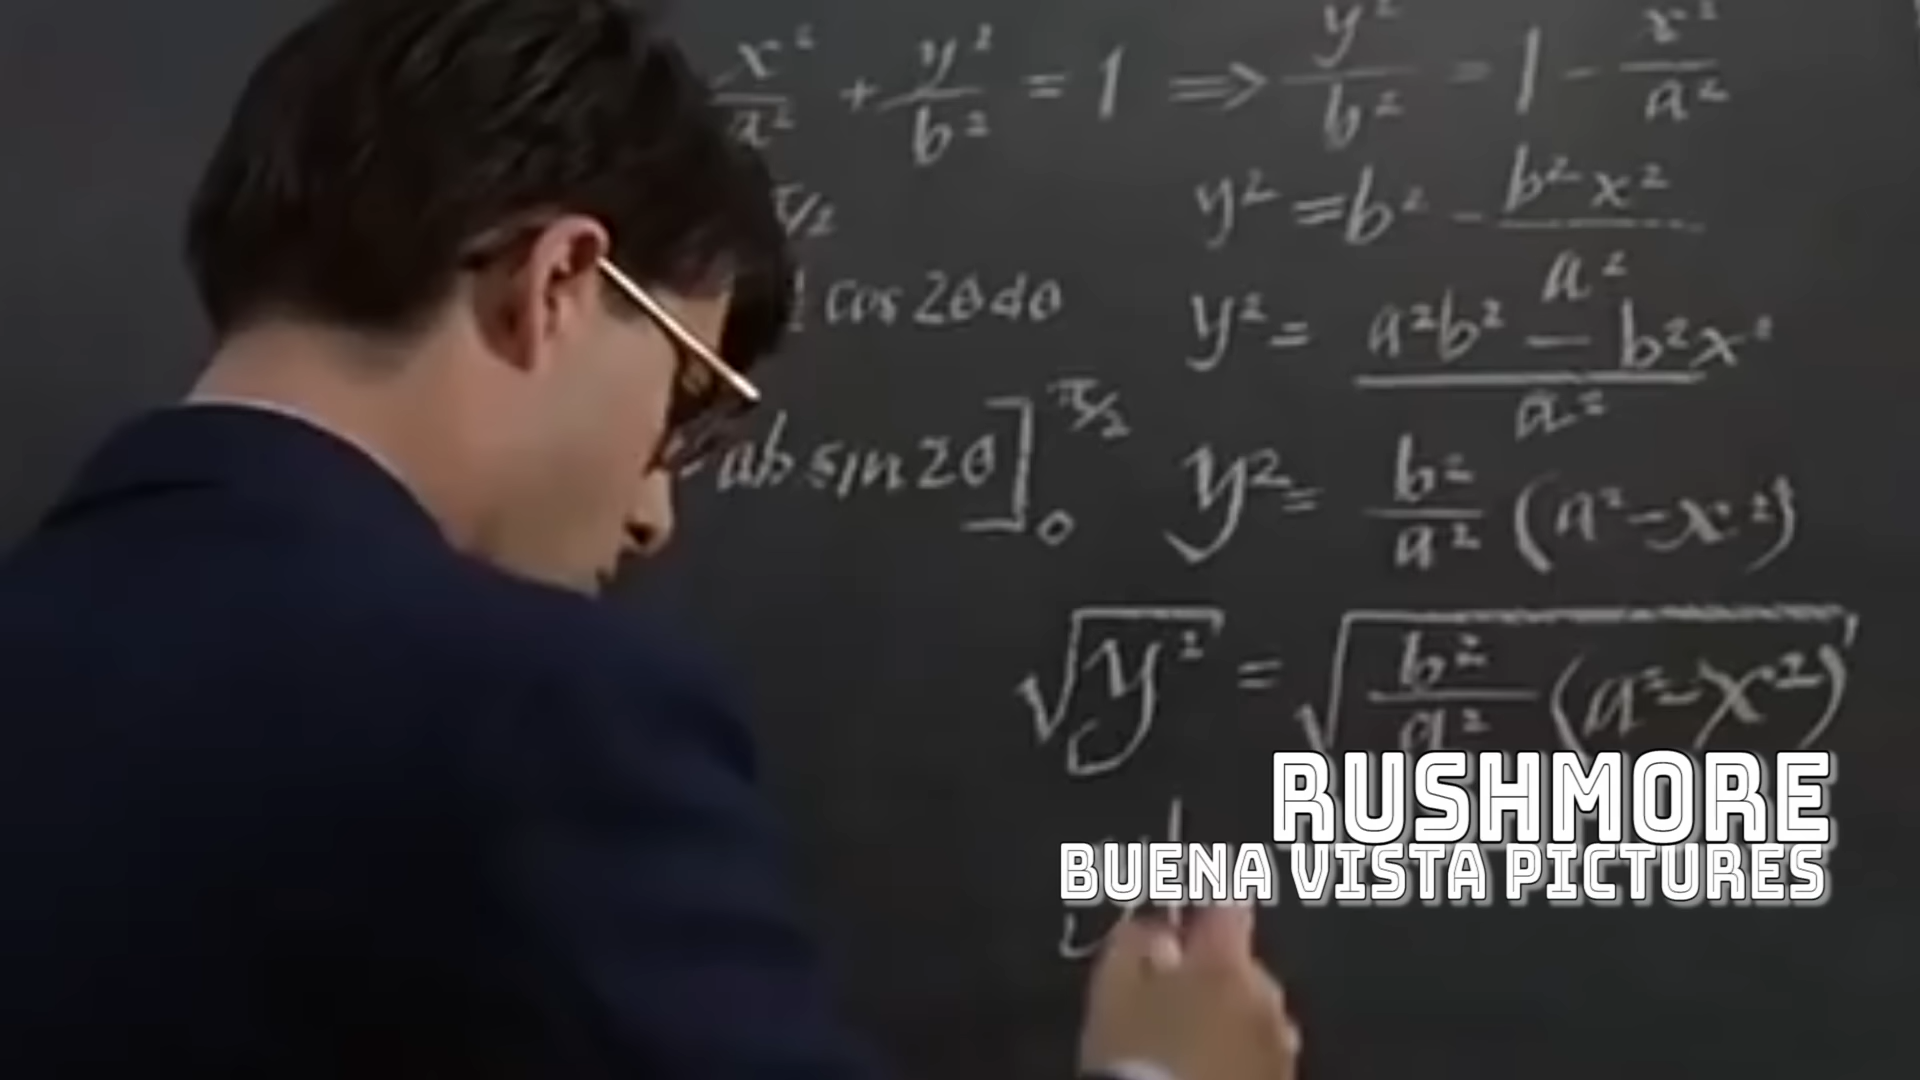 x²/a² + y²/b² = 1 ⇒ y²/b² = 1 - x²/a²
π/2
y² = b² - b²x²/a²
cos 2θdθ
y² = a²b² - b²x²/a²
ab sin 2θ]π/2 0
y² = b²/a² (a²-x²)
√y² = √b²/a² (a²-x²)
RUSHMORE
BUENA VISTA PICTURES